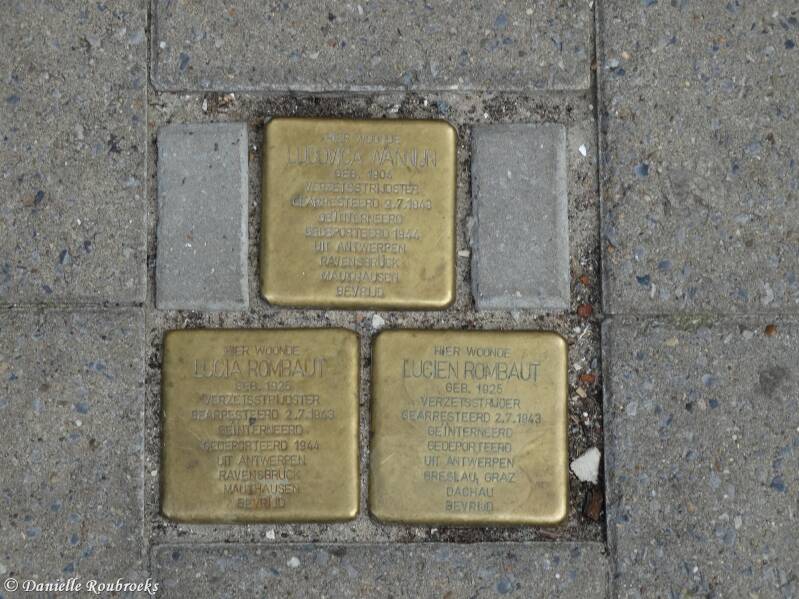 HIER WOONDE
LUDOVICA VANNIJN
GEB. 1904
VERZETSSTRIJDSTER
GEARRESTEERD 2.7.1943
GEÏNTERNEERD
GEDEPORTEERD 1944
UIT ANTWERPEN
RAVENSBRÜCK
MAUTHAUSEN
BEVRIJD
HIER WOONDE
LUCIA ROMBAUT
GEB. 1925
VERZETSSTRIJDSTER
GEARRESTEERD 2.7.1943
GEÏNTERNEERD
GEDEPORTEERD 1944
UIT ANTWERPEN
RAVENSBRÜCK
MAUTHAUSEN
BEVRIJD
HIER WOONDE
LUCIEN ROMBAUT
GEB. 1925
VERZETSSTRIJDER
GEARRESTEERD 2.7.1943
GEÏNTERNEERD
GEDEPORTEERD
UIT ANTWERPEN
BRESLAU, GRAZ
DACHAU
BEVRIJD
© Danielle Roubroeks